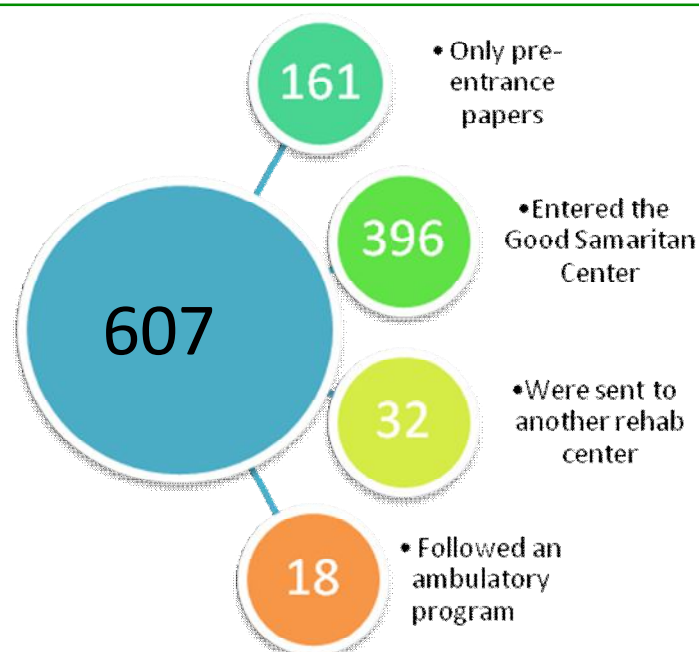 161
• Only pre-
entrance
papers
396
•Entered the
Good Samaritan
Center
607
32
•Were sent to
another rehab
center
18
• Followed an
ambulatory
program